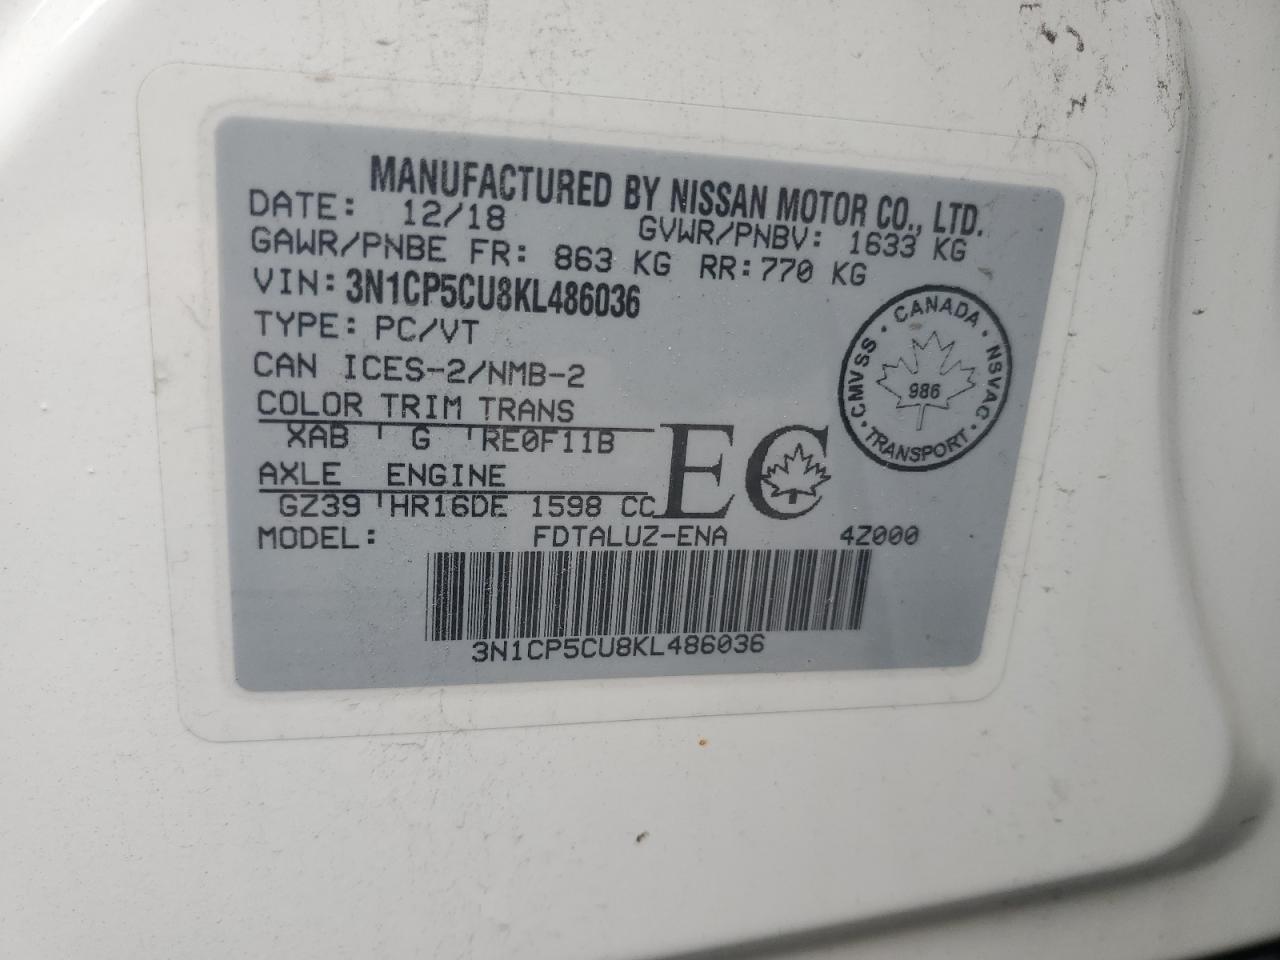 MANUFACTURED BY NISSAN MOTOR CO., LTD.
DATE: 12/18 GVWR/PNBV: 1633 KG
GAWR/PNBE FR: 863 KG RR:770 KG
VIN: 3N1CP5CU8KL486036
TYPE: PC/VT
CAN ICES-2/NMB-2
COLOR TRIM TRANS
XAB G RE0F11B
AXLE ENGINE
GZ39 HR16DE 1598 CC
MODEL: FDTALUZ-ENA 4Z000
3N1CP5CU8KL486036
EC
CANADA · NSVAC · TRANSPORT · CMVSS ·
986